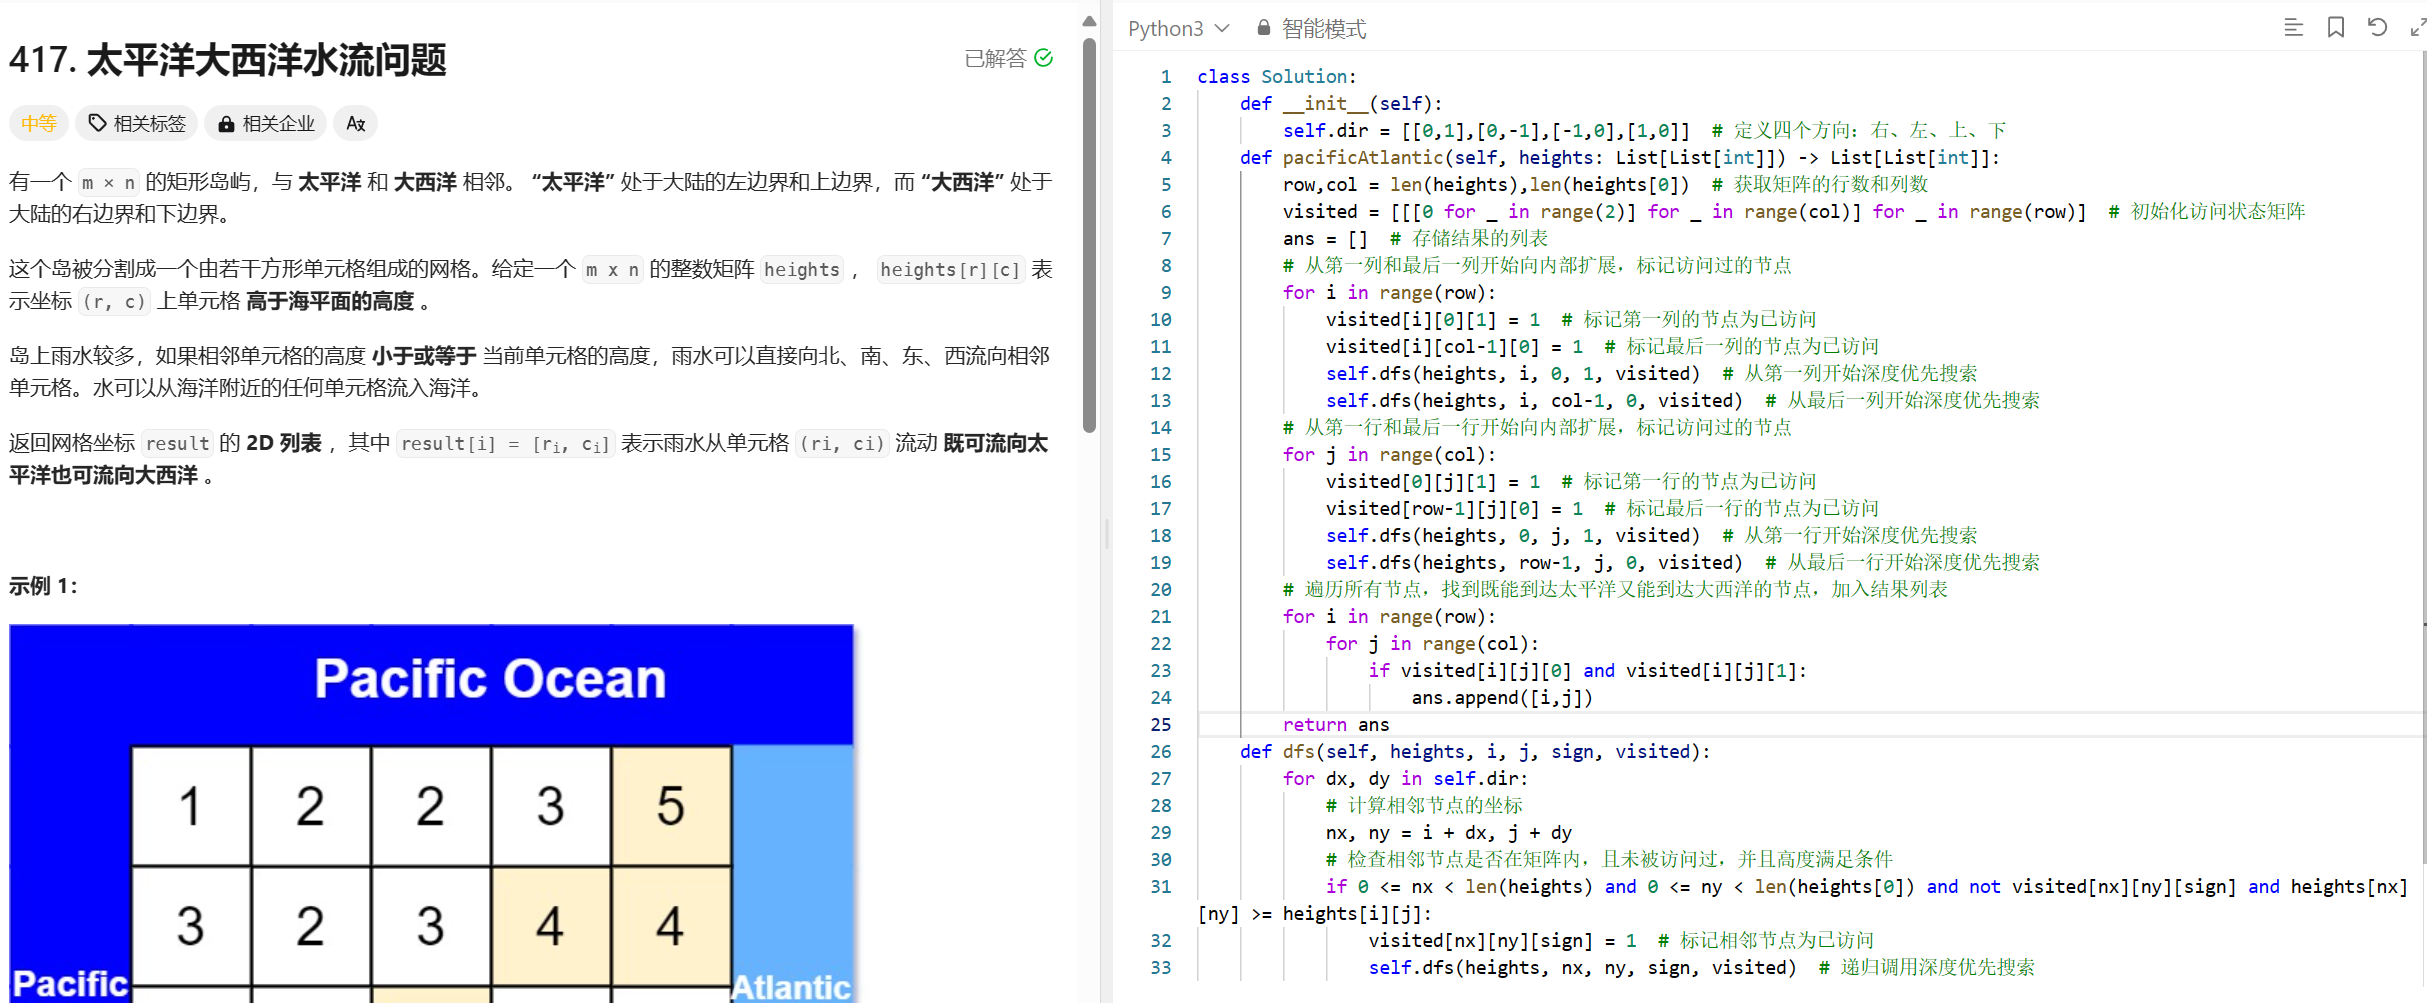 417. 太平洋大西洋水流问题
已解答
中等 相关标签 相关企业
有一个 m × n 的矩形岛屿，与 太平洋 和 大西洋 相邻。 “太平洋” 处于大陆的左边界和上边界，而 “大西洋” 处于
大陆的右边界和下边界。
这个岛被分割成一个由若干方形单元格组成的网格。给定一个 m x n 的整数矩阵 heights ， heights[r][c] 表
示坐标 (r, c) 上单元格 高于海平面的高度 。
岛上雨水较多，如果相邻单元格的高度 小于或等于 当前单元格的高度，雨水可以直接向北、南、东、西流向相邻
单元格。水可以从海洋附近的任何单元格流入海洋。
返回网格坐标 result 的 2D 列表 ，其中 result[i] = [ri, ci] 表示雨水从单元格 (ri, ci) 流动 既可流向太
平洋也可流向大西洋 。
示例 1：
Pacific Ocean
1 2 2 3 5
3 2 3 4 4
Pacific
Atlantic
Python3 智能模式
1 class Solution:
2     def __init__(self):
3         self.dir = [[0,1],[0,-1],[-1,0],[1,0]]  # 定义四个方向：右、左、上、下
4     def pacificAtlantic(self, heights: List[List[int]]) -> List[List[int]]:
5         row,col = len(heights),len(heights[0])  # 获取矩阵的行数和列数
6         visited = [[[0 for _ in range(2)] for _ in range(col)] for _ in range(row)]  # 初始化访问状态矩阵
7         ans = []  # 存储结果的列表
8         # 从第一列和最后一列开始向内部扩展，标记访问过的节点
9         for i in range(row):
10             visited[i][0][1] = 1  # 标记第一列的节点为已访问
11             visited[i][col-1][0] = 1  # 标记最后一列的节点为已访问
12             self.dfs(heights, i, 0, 1, visited)  # 从第一列开始深度优先搜索
13             self.dfs(heights, i, col-1, 0, visited)  # 从最后一列开始深度优先搜索
14         # 从第一行和最后一行开始向内部扩展，标记访问过的节点
15         for j in range(col):
16             visited[0][j][1] = 1  # 标记第一行的节点为已访问
17             visited[row-1][j][0] = 1  # 标记最后一行的节点为已访问
18             self.dfs(heights, 0, j, 1, visited)  # 从第一行开始深度优先搜索
19             self.dfs(heights, row-1, j, 0, visited)  # 从最后一行开始深度优先搜索
20         # 遍历所有节点，找到既能到达太平洋又能到达大西洋的节点，加入结果列表
21         for i in range(row):
22             for j in range(col):
23                 if visited[i][j][0] and visited[i][j][1]:
24                     ans.append([i,j])
25         return ans
26     def dfs(self, heights, i, j, sign, visited):
27         for dx, dy in self.dir:
28             # 计算相邻节点的坐标
29             nx, ny = i + dx, j + dy
30             # 检查相邻节点是否在矩阵内，且未被访问过，并且高度满足条件
31             if 0 <= nx < len(heights) and 0 <= ny < len(heights[0]) and not visited[nx][ny][sign] and heights[nx]
[ny] >= heights[i][j]:
32                 visited[nx][ny][sign] = 1  # 标记相邻节点为已访问
33                 self.dfs(heights, nx, ny, sign, visited)  # 递归调用深度优先搜索